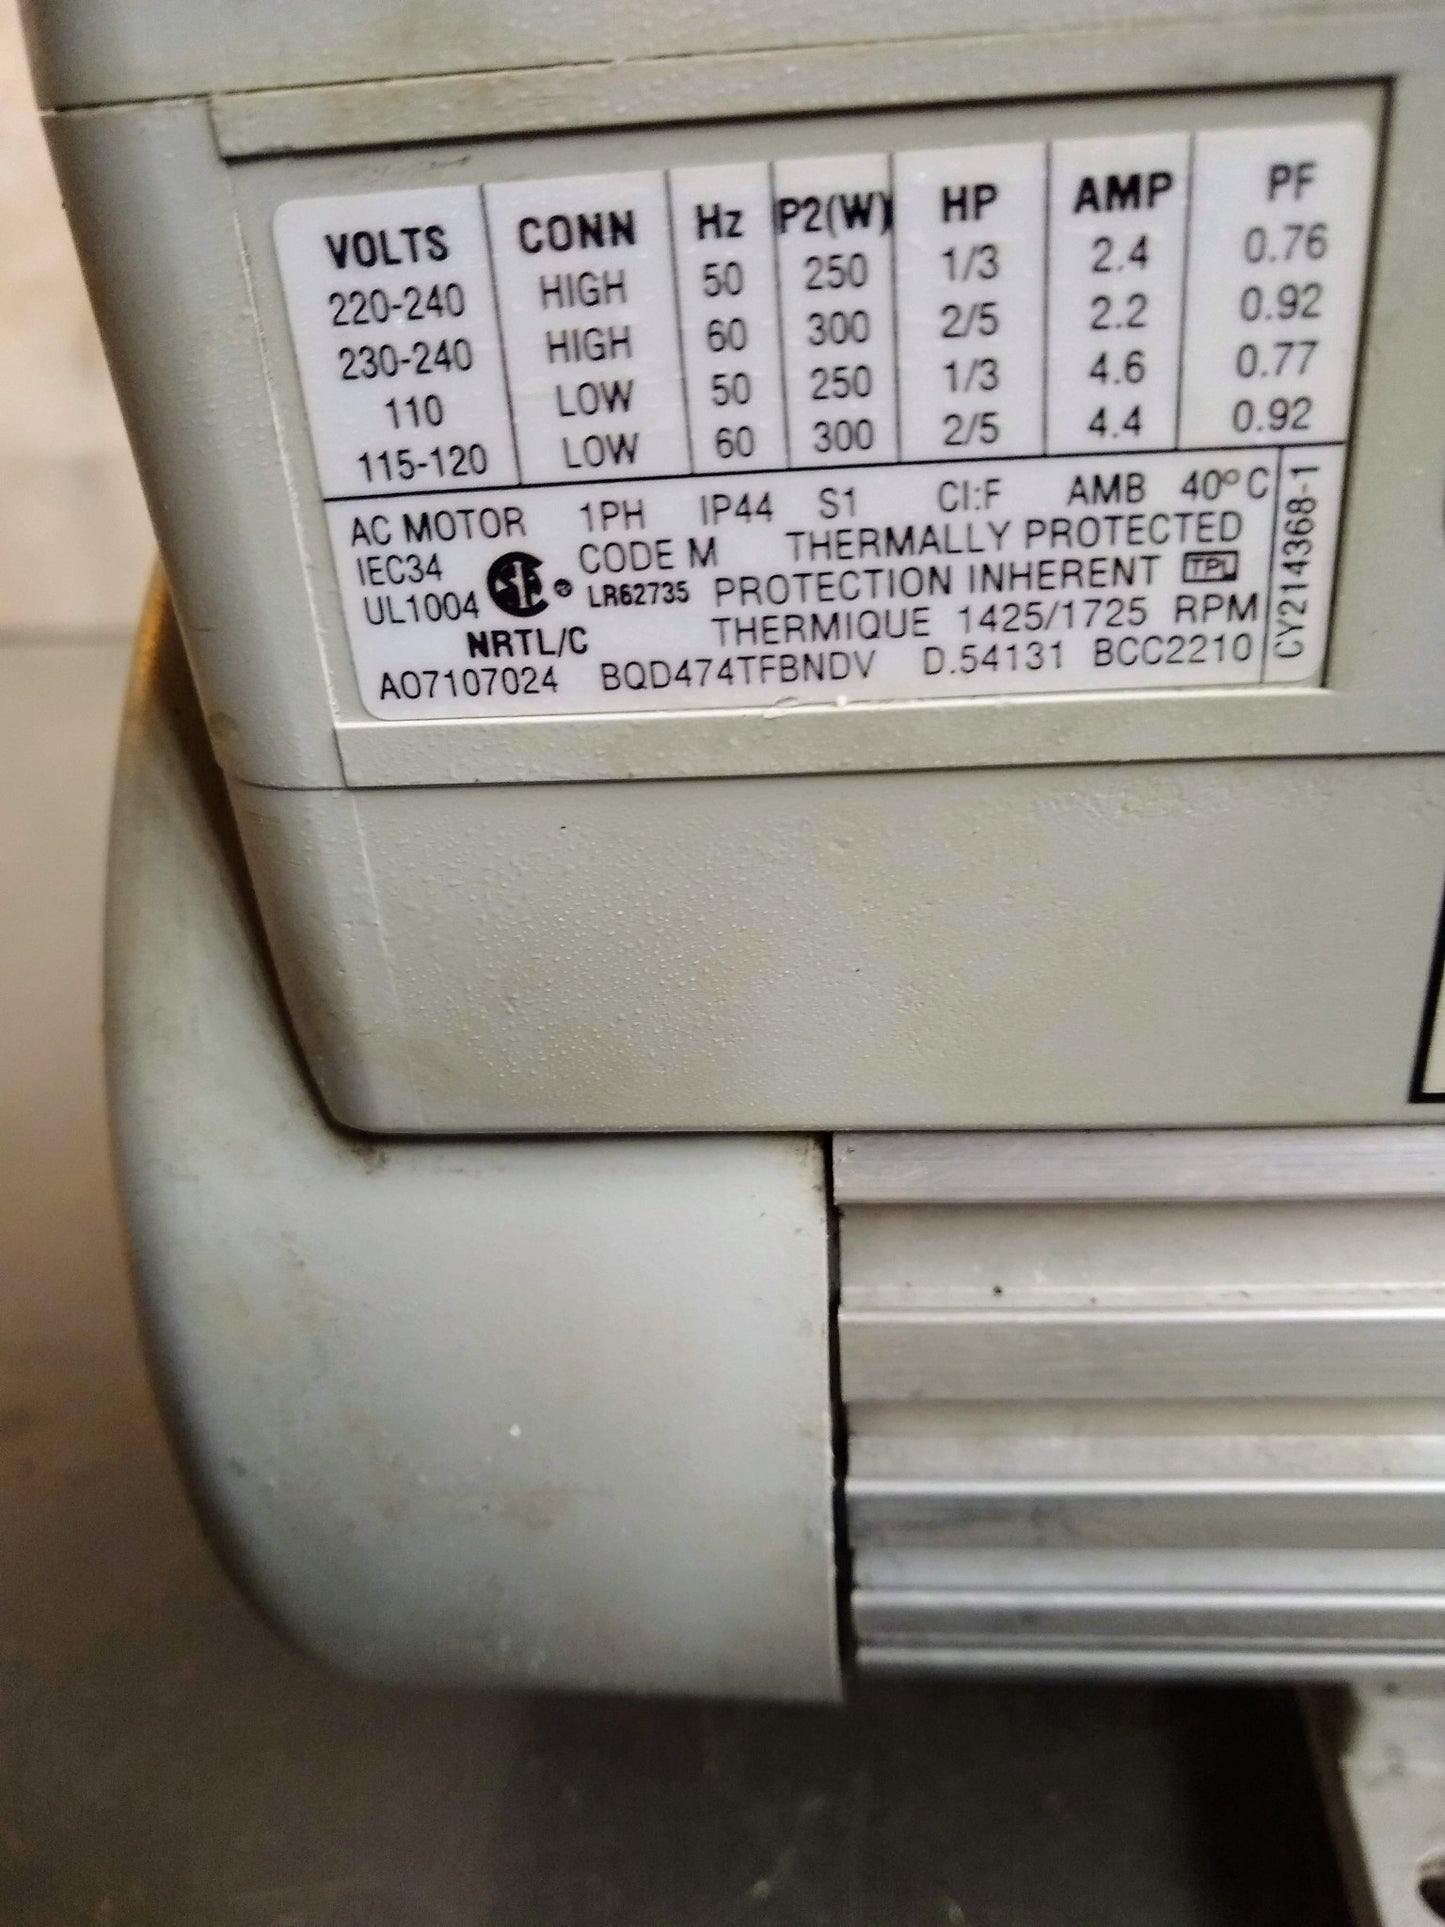 VOLTS CONN Hz P2(W) HP AMP PF
220-240 HIGH 50 250 1/3 2.4 0.76
230-240 HIGH 60 300 2/5 2.2 0.92
110 LOW 50 250 1/3 4.6 0.77
115-120 LOW 60 300 2/5 4.4 0.92
AC MOTOR 1PH IP44 S1 CI:F AMB 40°C
IEC34 CODE M THERMALLY PROTECTED
UL1004 SA ® LR62735 PROTECTION INHERENT TPL
NRTL/C THERMIQUE 1425/1725 RPM
AO7107024 BQD474TFBNDV D.54131 BCC2210
CY214368-1